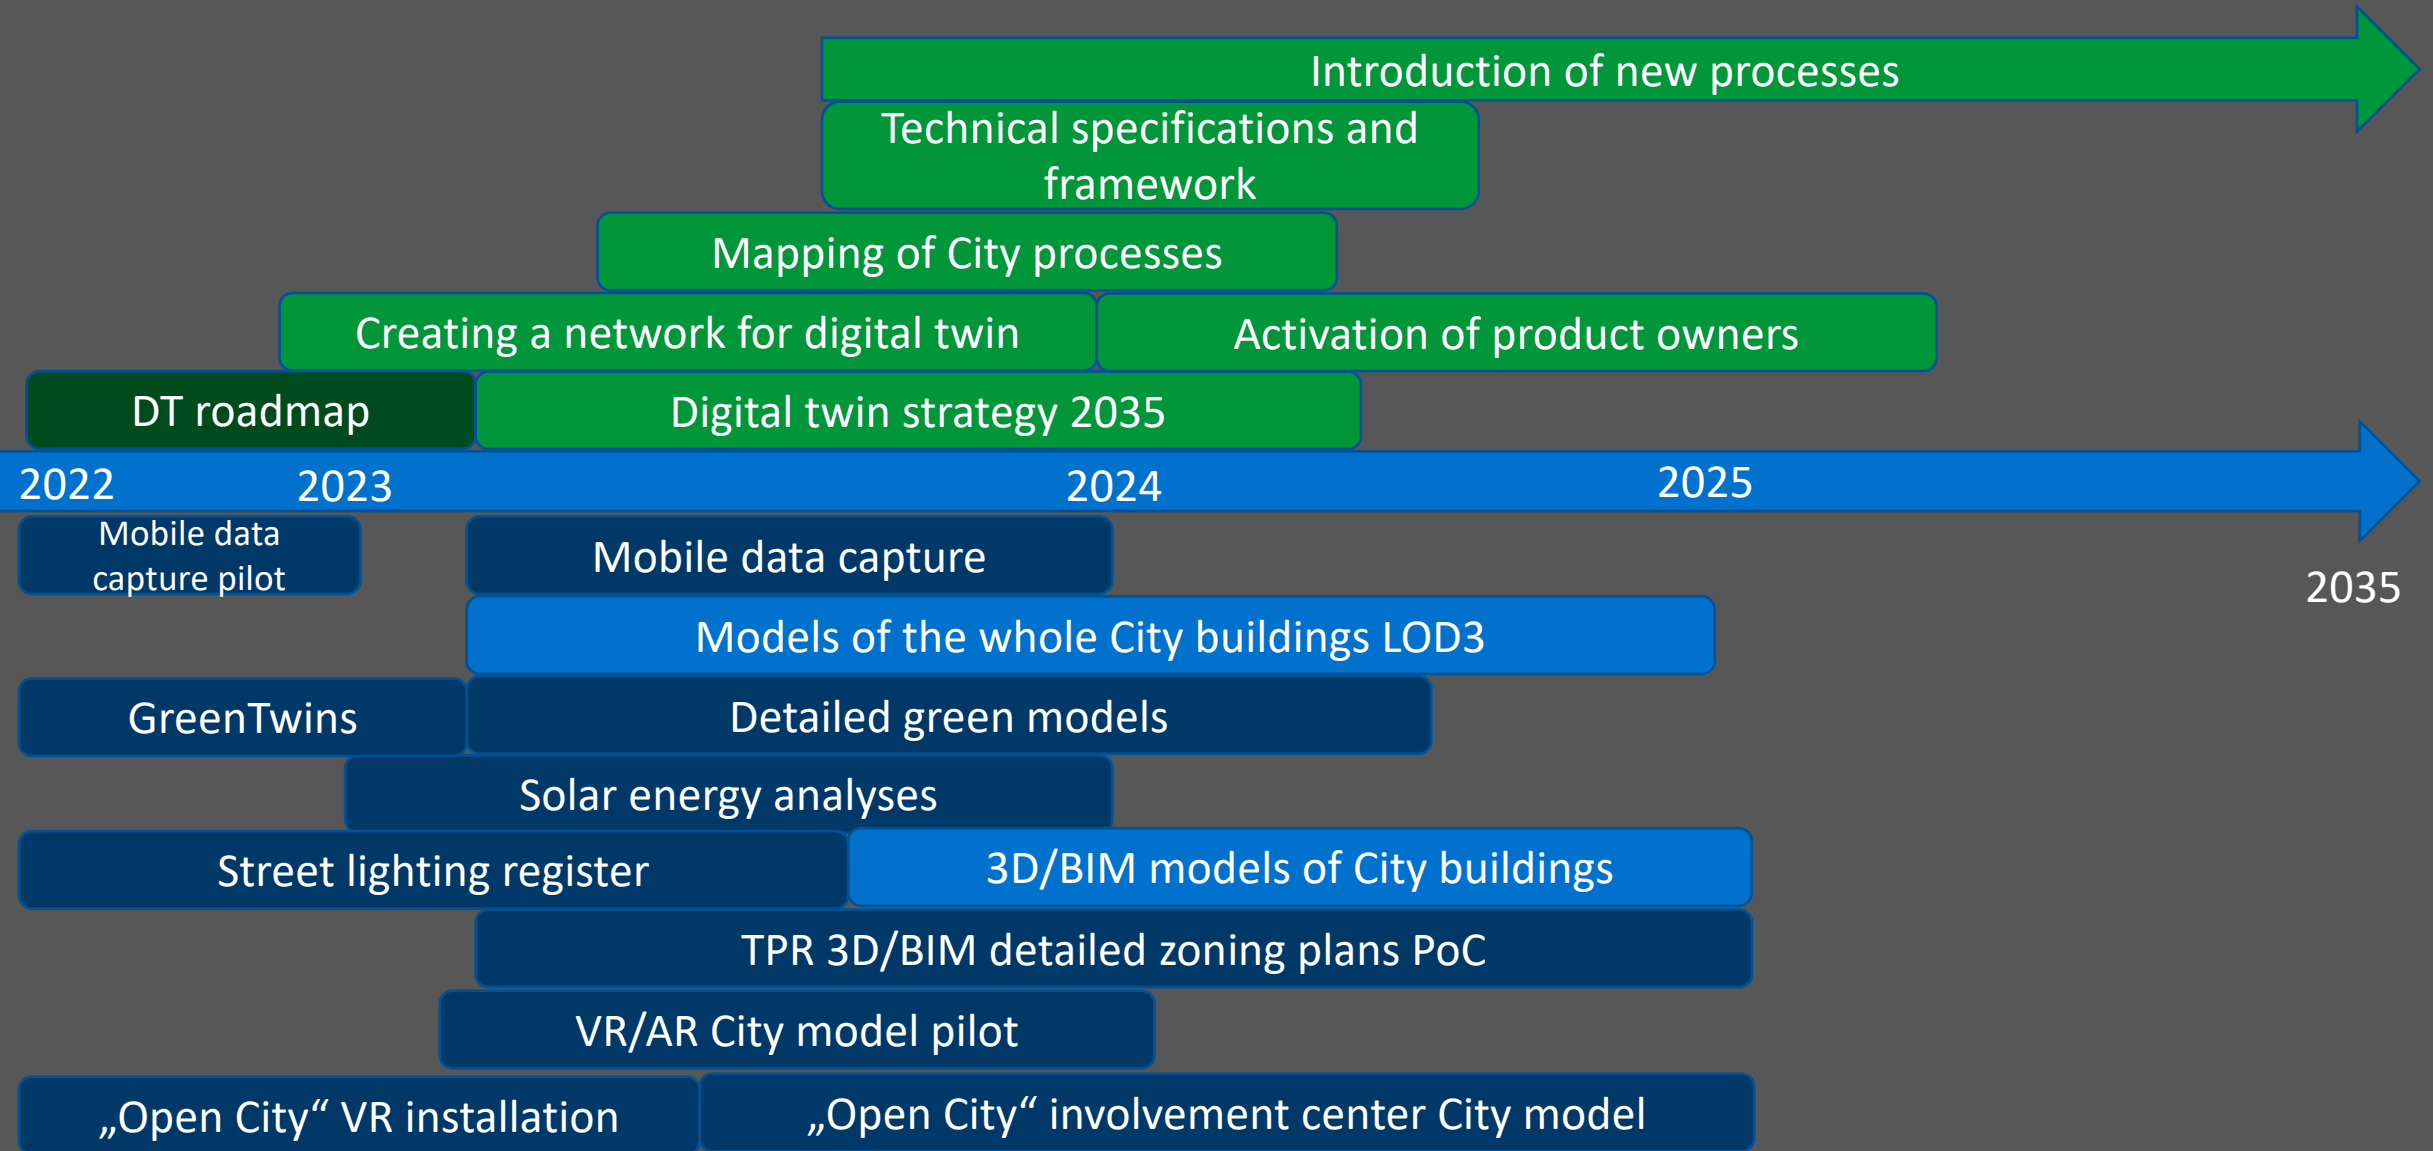 Introduction of new processes
Technical specifications and
framework
Mapping of City processes
Creating a network for digital twin
Activation of product owners
DT roadmap
Digital twin strategy 2035
2022
2023
2024
2025
2035
Mobile data
capture pilot
Mobile data capture
Models of the whole City buildings LOD3
GreenTwins
Detailed green models
Solar energy analyses
Street lighting register
3D/BIM models of City buildings
TPR 3D/BIM detailed zoning plans PoC
VR/AR City model pilot
„Open City“ VR installation
„Open City“ involvement center City model